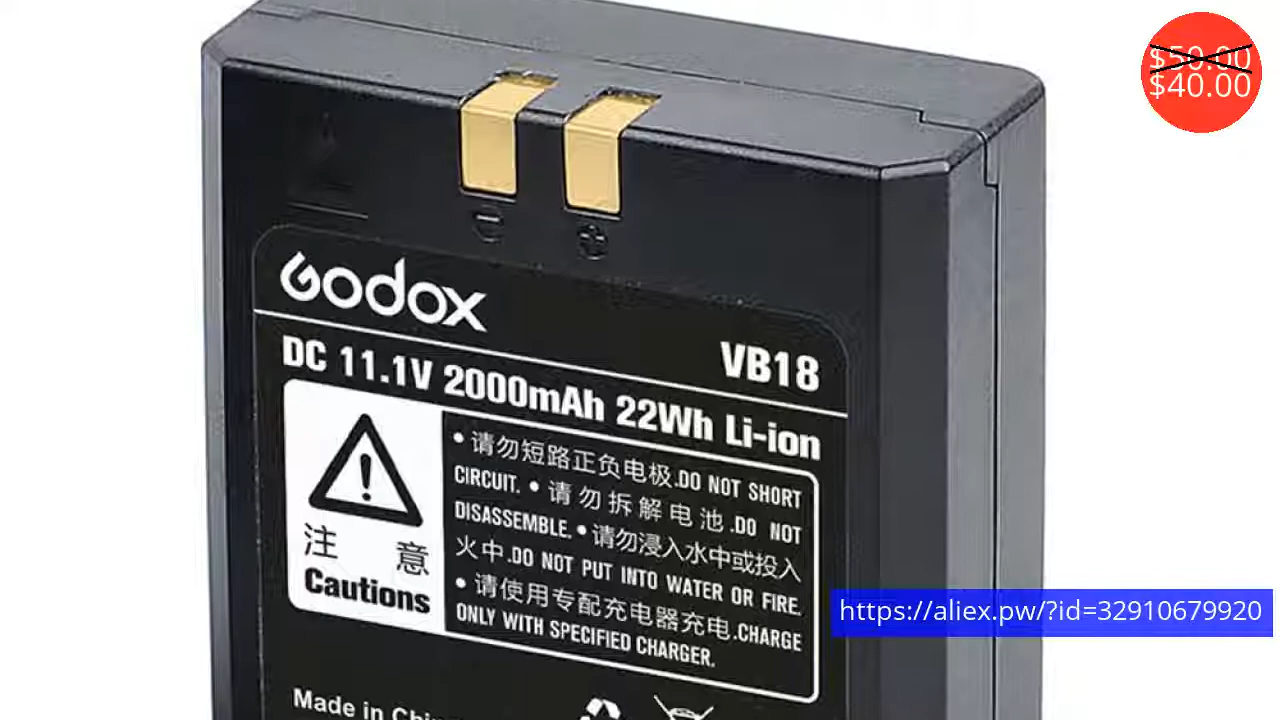 $50.00
$40.00
Godox
VB18
DC 11.1V 2000mAh 22Wh Li-ion
•请勿短路正负电极.DO NOT SHORT
CIRCUIT. •请勿拆解电池.DO NOT
DISASSEMBLE. •请勿浸入水中或投入
火中.DO NOT PUT INTO WATER OR FIRE.
•请使用专配充电器充电.CHARGE
ONLY WITH SPECIFIED CHARGER.
注 意
Cautions
https://aliex.pw/?id=32910679920
Made in